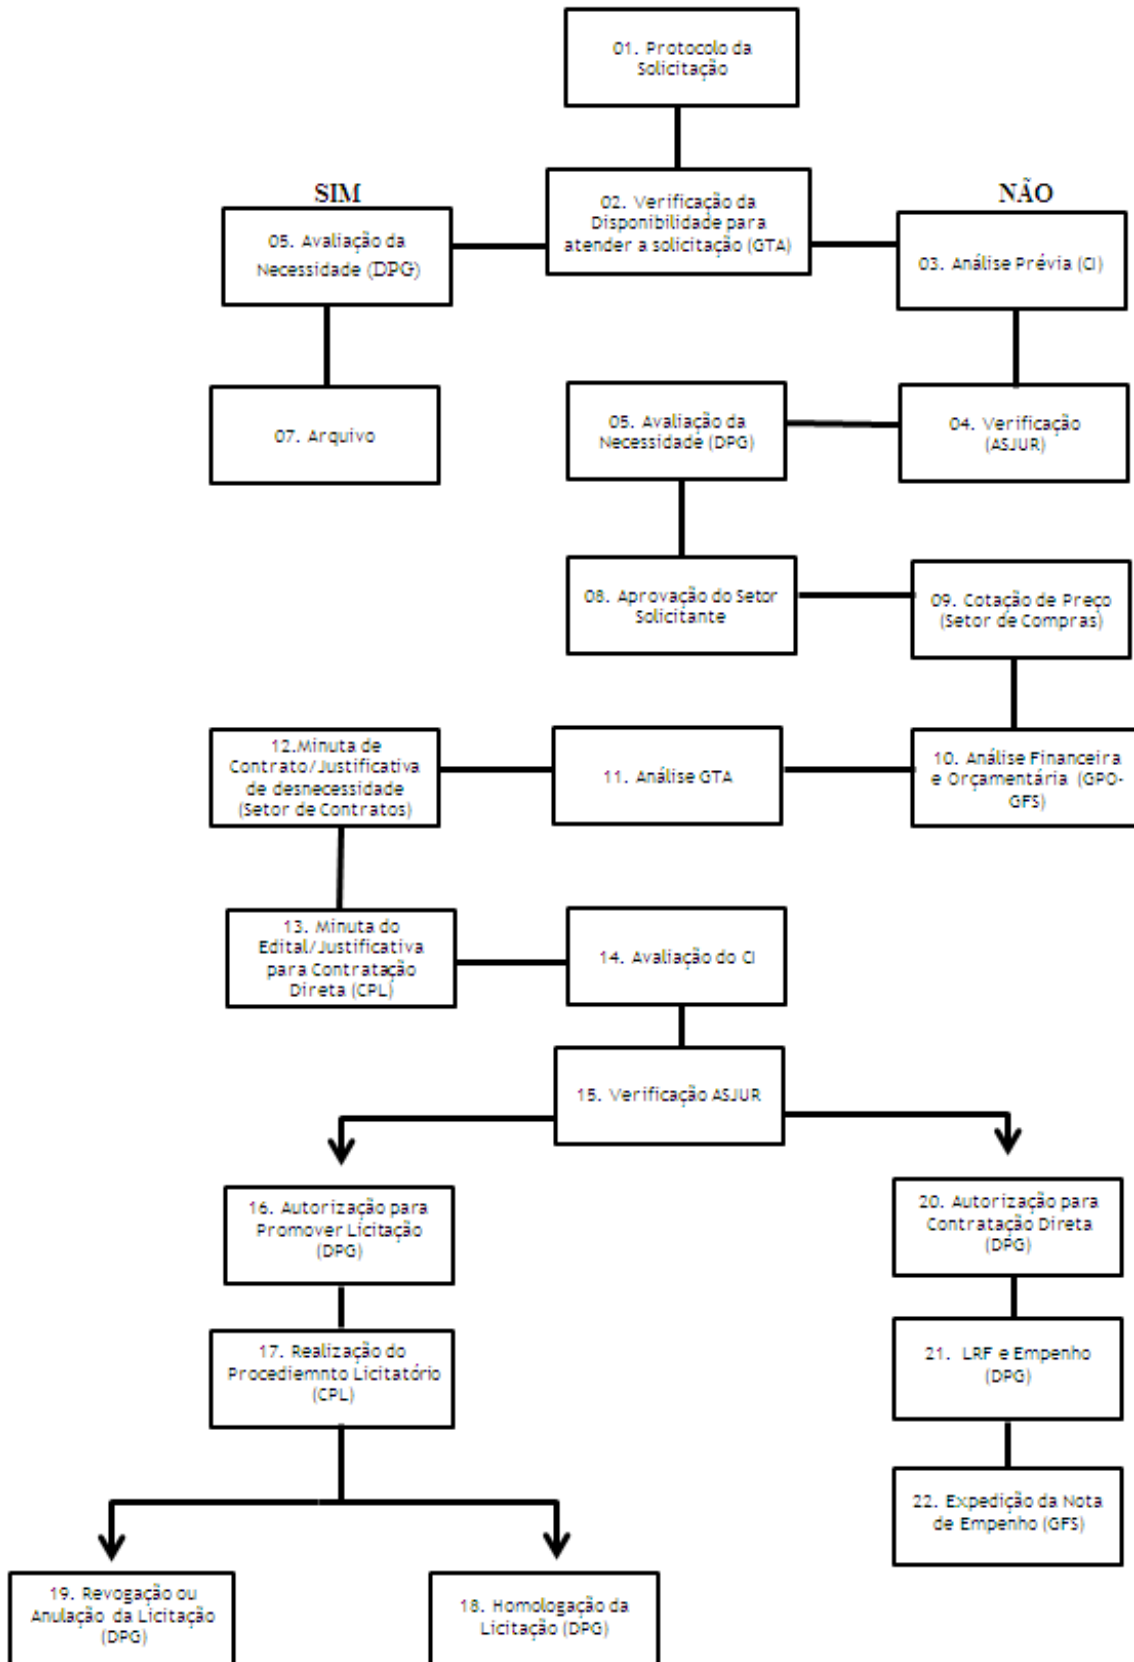 01. Protocolo da
Solicitação
SIM
02. Verificação da
Disponibilidade para
atender a solicitação (GTA)
NÃO
05. Avaliação da
Necessidade (DPG)
03. Análise Prévia (CI)
07. Arquivo
05. Avaliação da
Necessidade (DPG)
04. Verificação
(ASJUR)
08. Aprovação do Setor
Solicitante
09. Cotação de Preço
(Setor de Compras)
12.Minuta de
Contrato/Justificativa
de desnecessidade
(Setor de Contratos)
11. Análise GTA
10. Análise Financeira
e Orçamentária (GPO-
GFS)
13. Minuta do
Edital/Justificativa
para Contratação
Direta (CPL)
14. Avaliação do CI
15. Verificação ASJUR
16. Autorização para
Promover Licitação
(DPG)
20. Autorização para
Contratação Direta
(DPG)
17. Realização do
Procediemnto Licitatório
(CPL)
21. LRF e Empenho
(DPG)
22. Expedição da Nota
de Empenho (GFS)
19. Revogação ou
Anulação da Licitação
(DPG)
18. Homologação da
Licitação (DPG)